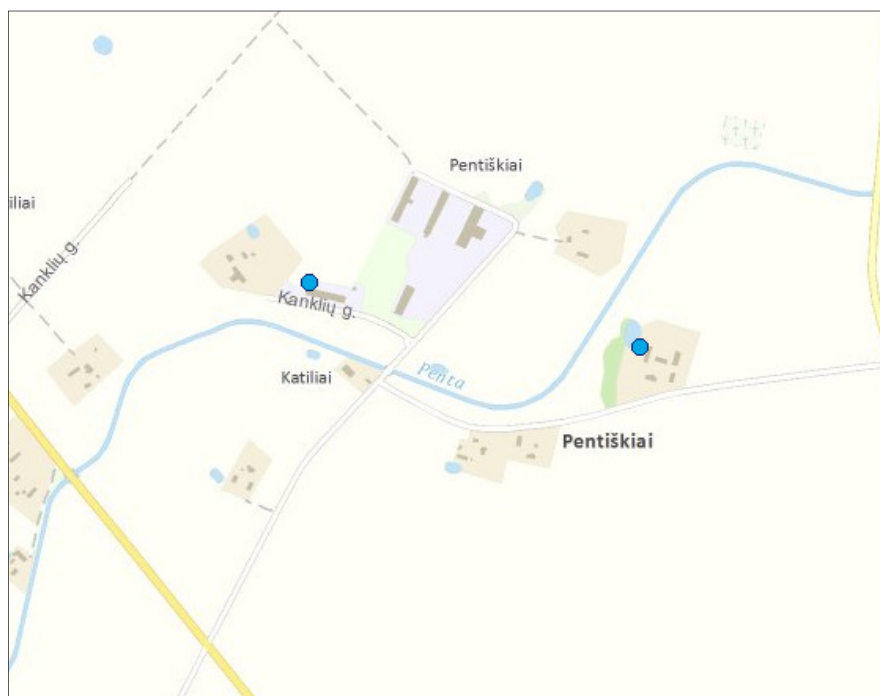 Pentiškiai
iliai
Kanklių g.
Kanklių g.
Penta
Katiliai
Pentiškiai